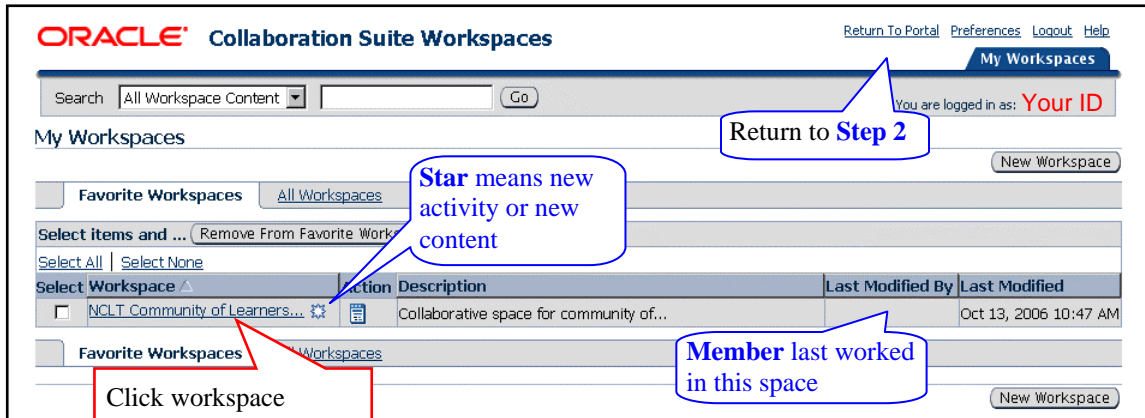 ORACLE Collaboration Suite Workspaces
Return To Portal Preferences Logout Help
My Workspaces
Search All Workspace Content Go
You are logged in as: Your ID
Return to Step 2
My Workspaces
New Workspace
Star means new
activity or new
content
Favorite Workspaces All Workspaces
Select items and ... Remove From Favorite Works
Select All | Select None
Select Workspace Action Description Last Modified By Last Modified
NCLT Community of Learners... Collaborative space for community of... Oct 13, 2006 10:47 AM
Favorite Workspaces Workspaces
Member last worked
in this space
Click workspace
New Workspace